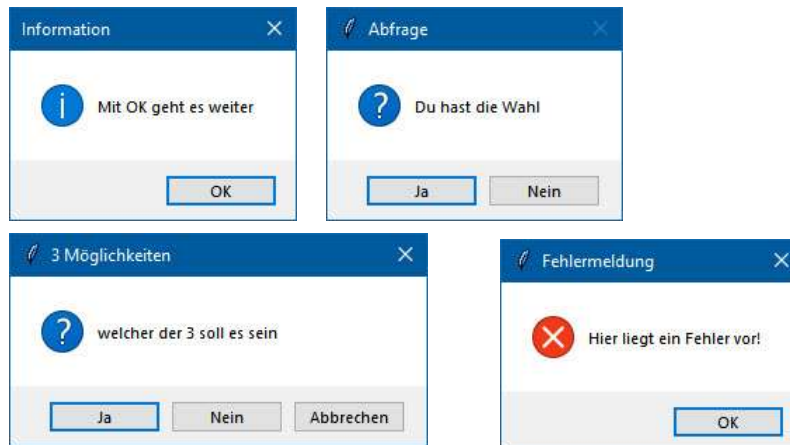 Information
Mit OK geht es weiter
OK
Abfrage
Du hast die Wahl
Ja Nein
3 Möglichkeiten
welcher der 3 soll es sein
Ja Nein Abbrechen
Fehlermeldung
Hier liegt ein Fehler vor!
OK